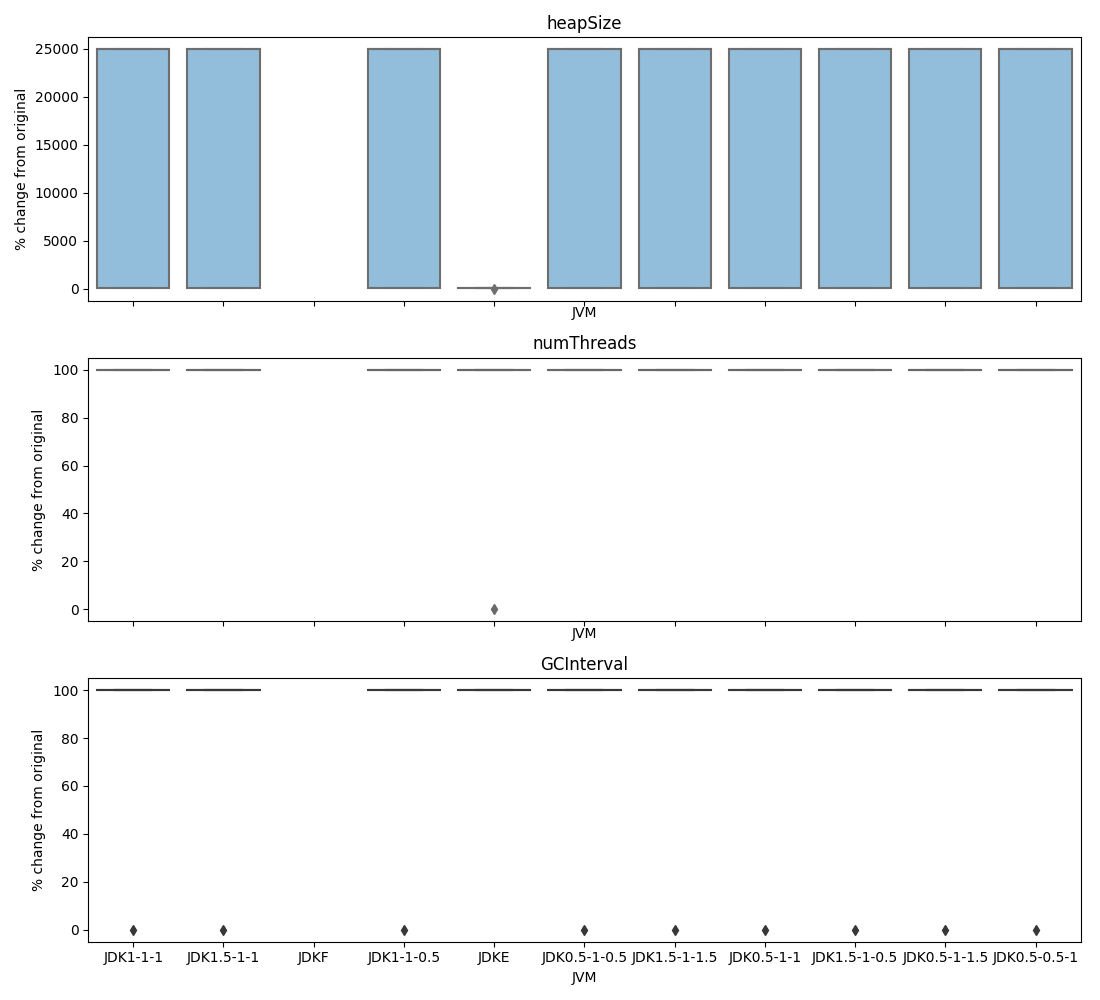 heapSize
25000
20000
15000
10000
5000
0
% change from original
JVM
numThreads
100
80
60
40
20
0
% change from original
JVM
GCInterval
100
80
60
40
20
0
% change from original
JDK1-1-1 JDK1.5-1-1 JDKF JDK1-1-0.5 JDKE JDK0.5-1-0.5 JDK1.5-1-1.5 JDK0.5-1-1 JDK1.5-1-0.5 JDK0.5-1-1.5 JDK0.5-0.5-1
JVM